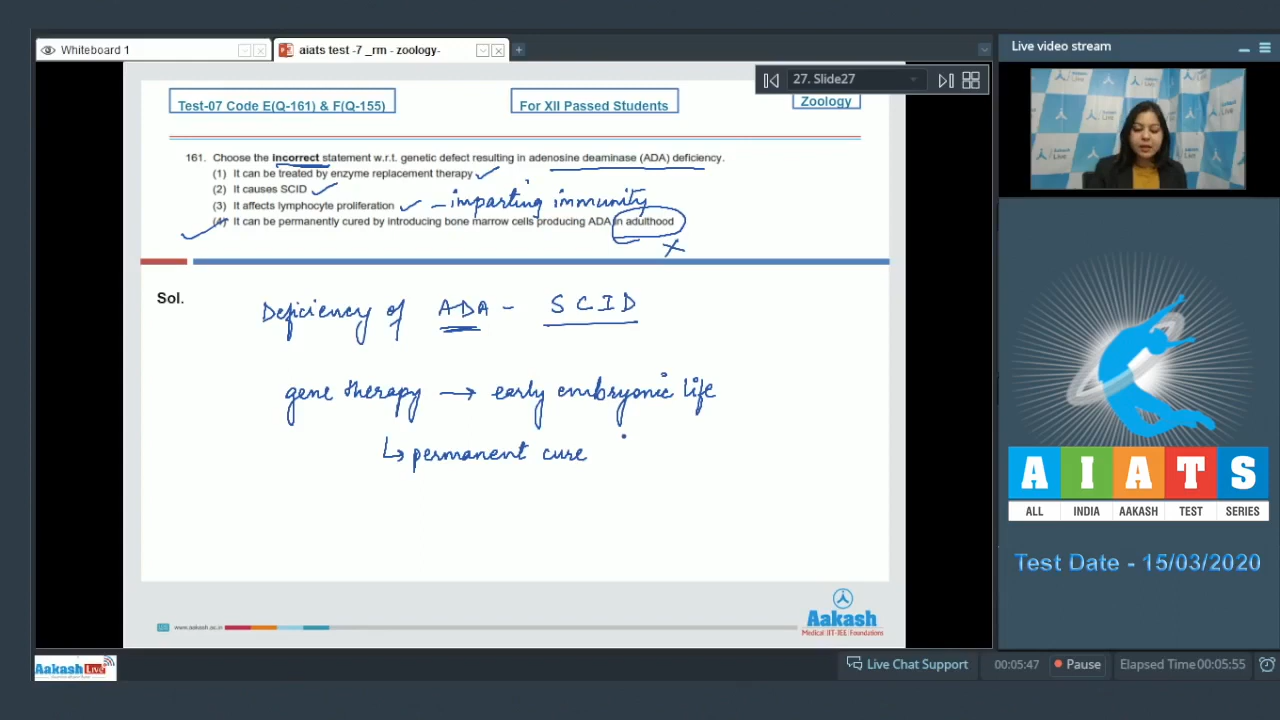 Whiteboard 1
aiats test -7 _rm - zoology-
Live video stream
27. Slide27
Test-07 Code E(Q-161) & F(Q-155)
For XII Passed Students
Zoology
161. Choose the Incorrect statement w.r.t. genetic defect resulting in adenosine deaminase (ADA) deficiency.
(1) It can be treated by enzyme replacement therapy
(2) It causes SCID
(3) It affects lymphocyte proliferation - imparting immunity
(4) It can be permanently cured by introducing bone marrow cells producing ADA in adulthood
Sol.
Deficiency of ADA - SCID
gene therapy → early embryonic life
↳ permanent cure
AIATS
ALL INDIA AAKASH TEST SERIES
Test Date - 15/03/2020
www.aakash.ac.in
Aakash
Medical|IIT-JEE|Foundations
Aakash Live
Live Chat Support
00:05:47
Pause
Elapsed Time 00:05:55